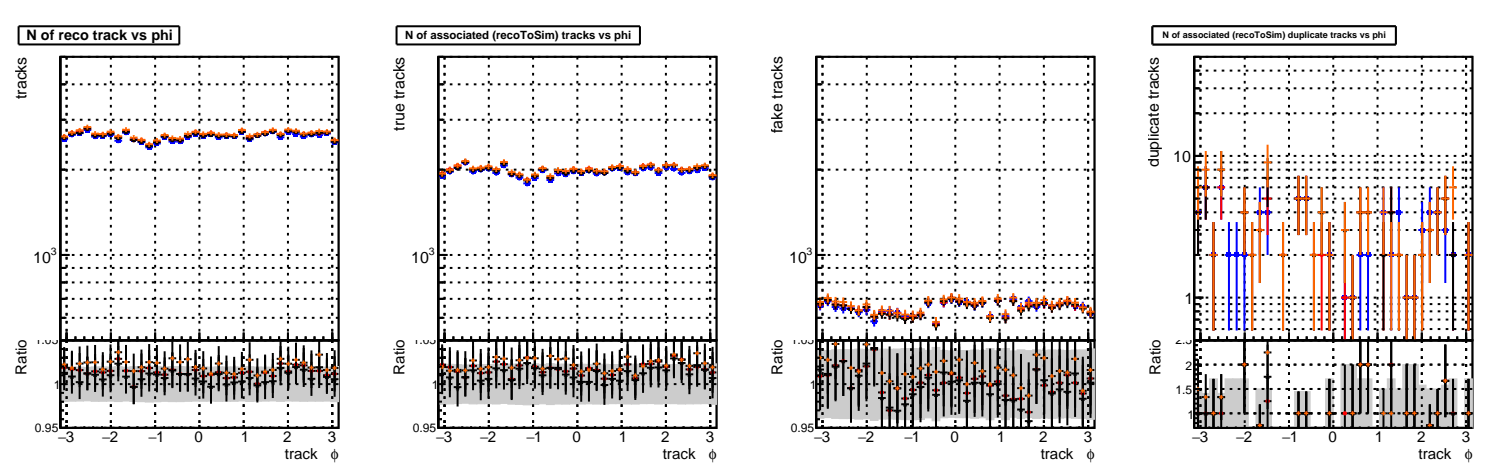 N of reco track vs phi
tracks
10³
Ratio
1.05
1
0.95
−3 −2 −1 0 1 2 3
track ϕ
N of associated (recoToSim) tracks vs phi
true tracks
10³
Ratio
1.05
1
0.95
−3 −2 −1 0 1 2 3
track ϕ
fake tracks
10³
Ratio
1.05
1
0.95
−3 −2 −1 0 1 2 3
track ϕ
N of associated (recoToSim) duplicate tracks vs phi
duplicate tracks
10
1
Ratio
2.5
2
1.5
1
−3 −2 −1 0 1 2 3
track ϕ